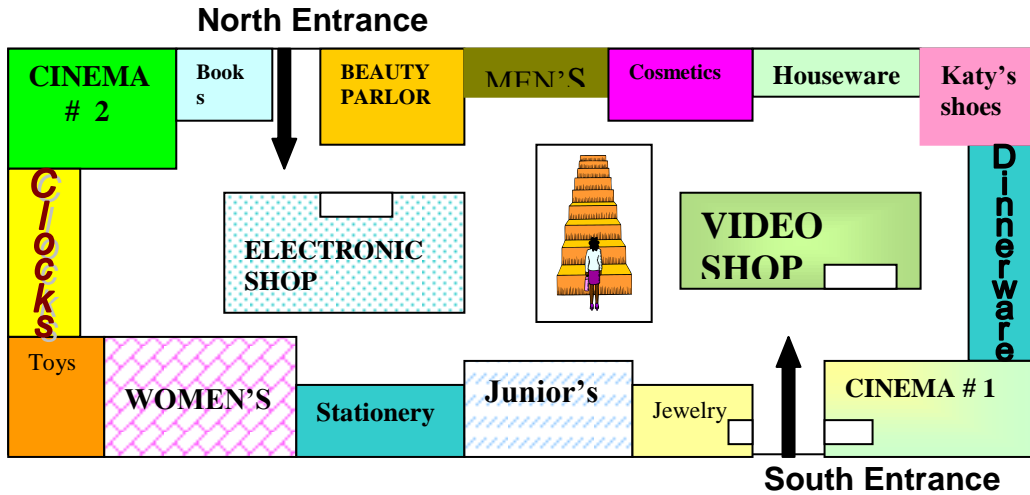 North Entrance
CINEMA
# 2
Book
s
BEAUTY
PARLOR
MEN'S
Cosmetics
Houseware
Katy's
shoes
Clocks
ELECTRONIC
SHOP
VIDEO
SHOP
Dinnerware
Toys
WOMEN'S
Stationery
Junior's
Jewelry
CINEMA # 1
South Entrance